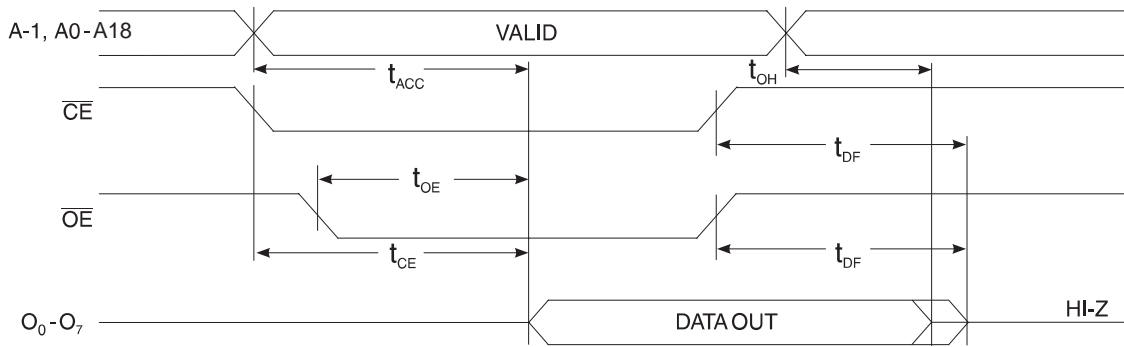 A-1, A0-A18 VALID
tACC tOH
CE
tDF
tOE
OE
tCE tDF
O0-O7 DATA OUT HI-Z